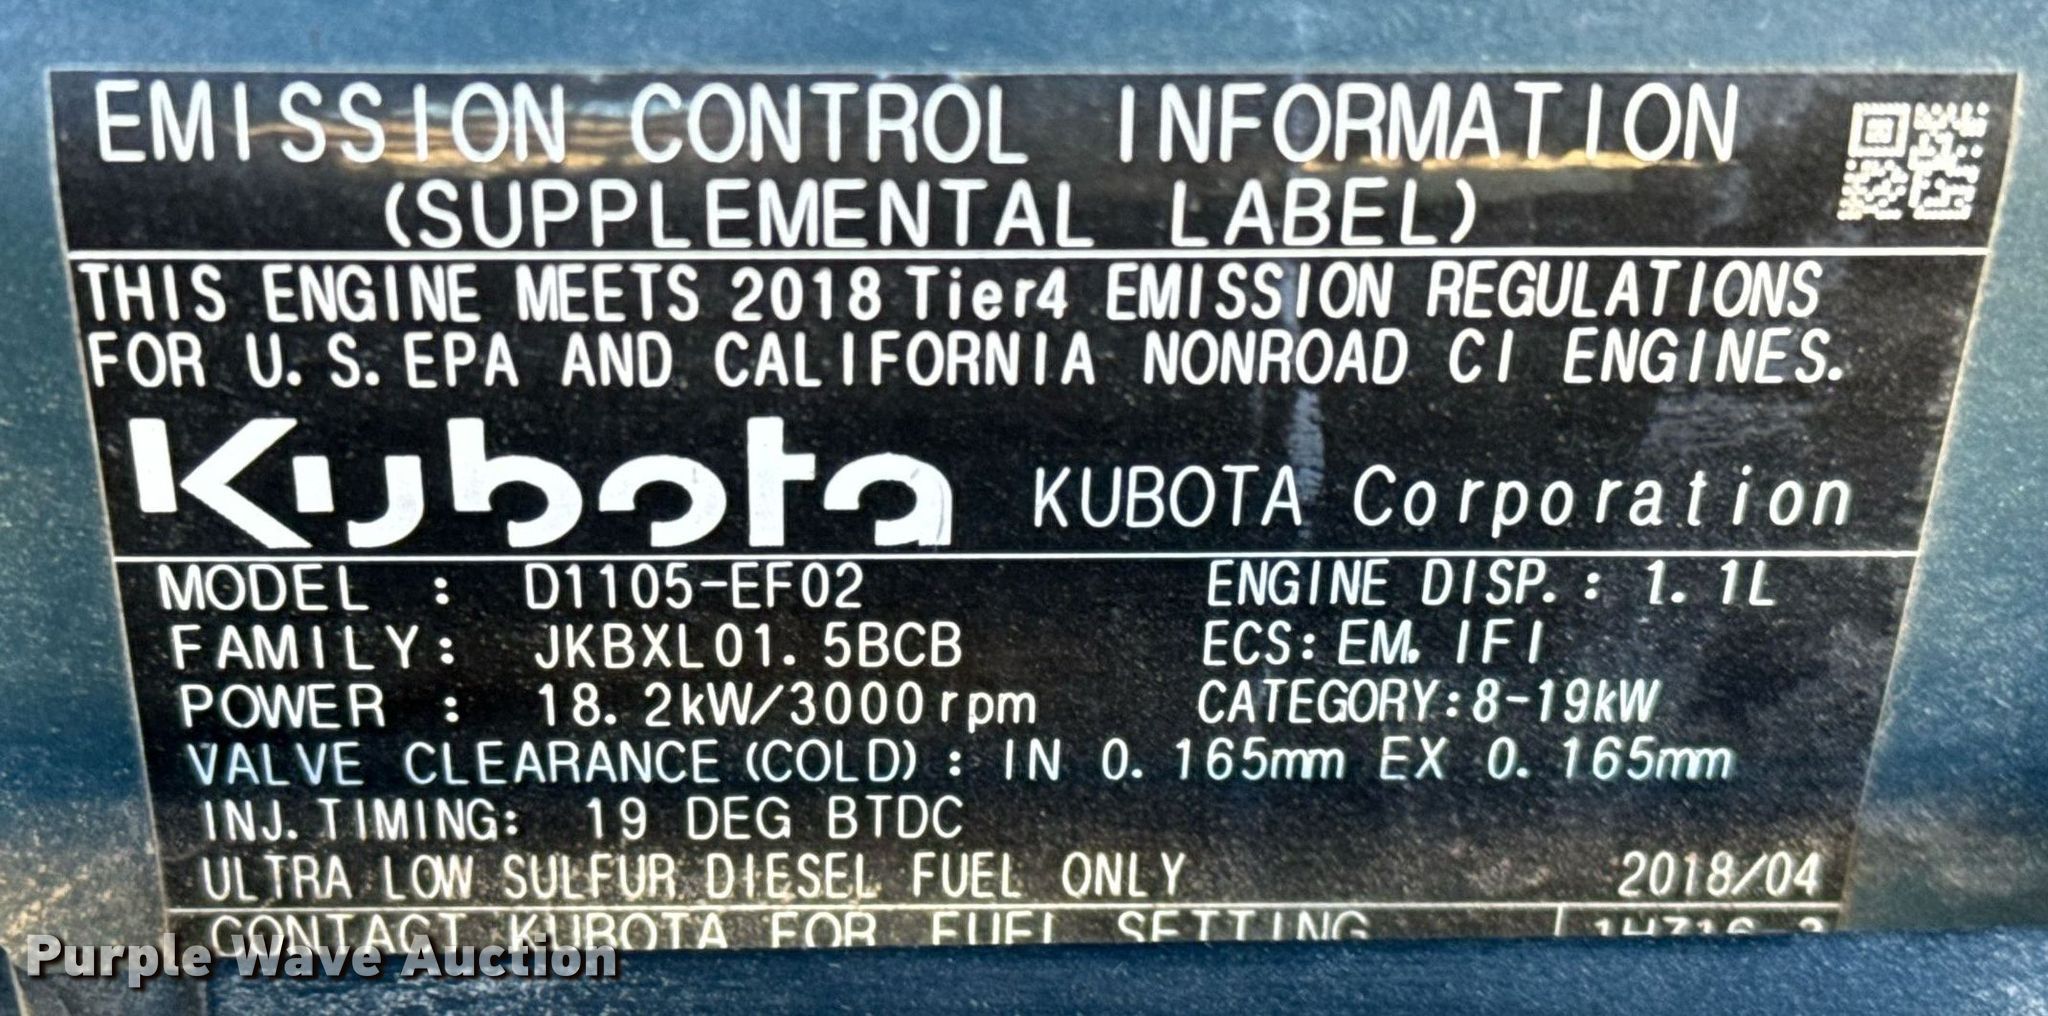 EMISSION CONTROL INFORMATION
(SUPPLEMENTAL LABEL)
THIS ENGINE MEETS 2018 Tier4 EMISSION REGULATIONS
FOR U.S. EPA AND CALIFORNIA NONROAD CI ENGINES.
Kubota KUBOTA Corporation
MODEL : D1105-EF02 ENGINE DISP.: 1.1L
FAMILY: JKBXL01.5BCB ECS: EM, IFI
POWER : 18.2kW/3000rpm CATEGORY:8-19kW
VALVE CLEARANCE (COLD) : IN 0.165mm EX 0.165mm
INJ. TIMING: 19 DEG BTDC
ULTRA LOW SULFUR DIESEL FUEL ONLY 2018/04
CONTACT KUBOTA FOR FUEL SETTING
Purple Wave Auction